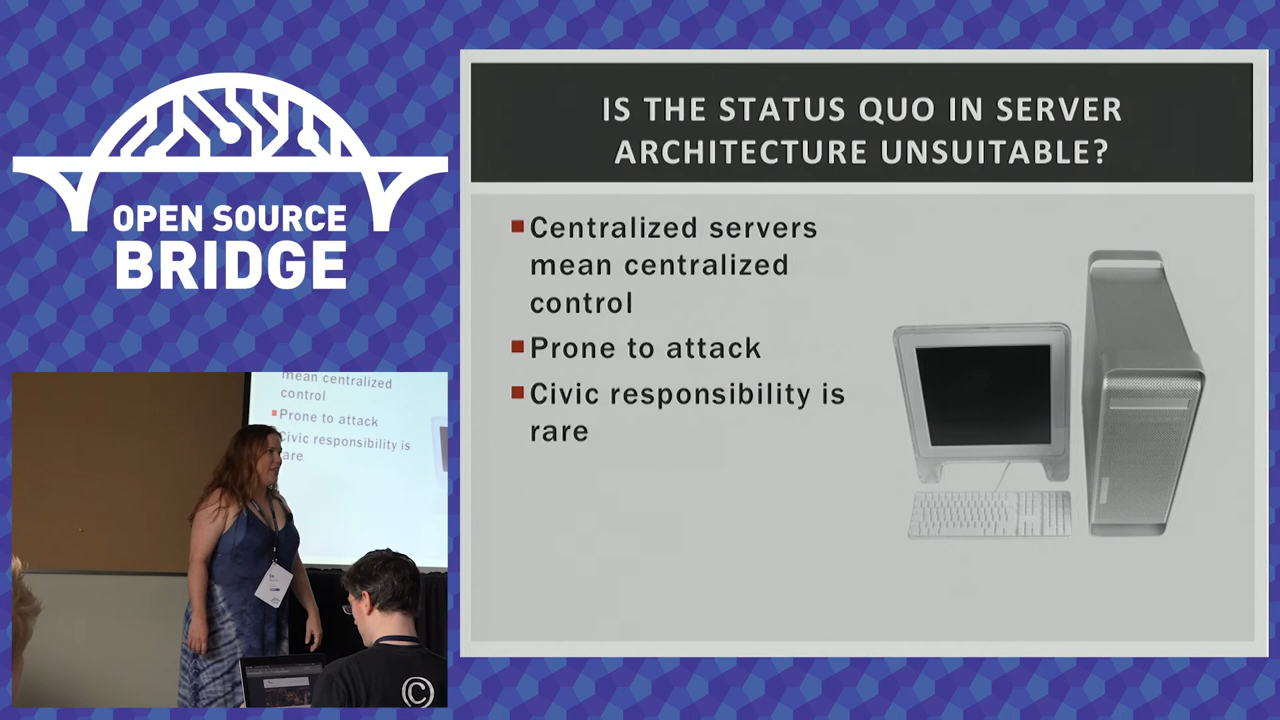 OPEN SOURCE
BRIDGE
IS THE STATUS QUO IN SERVER
ARCHITECTURE UNSUITABLE?
Centralized servers
mean centralized
control
Prone to attack
Civic responsibility is
rare
mean centralized
control
Prone to attack
Civic responsibility is
rare
©